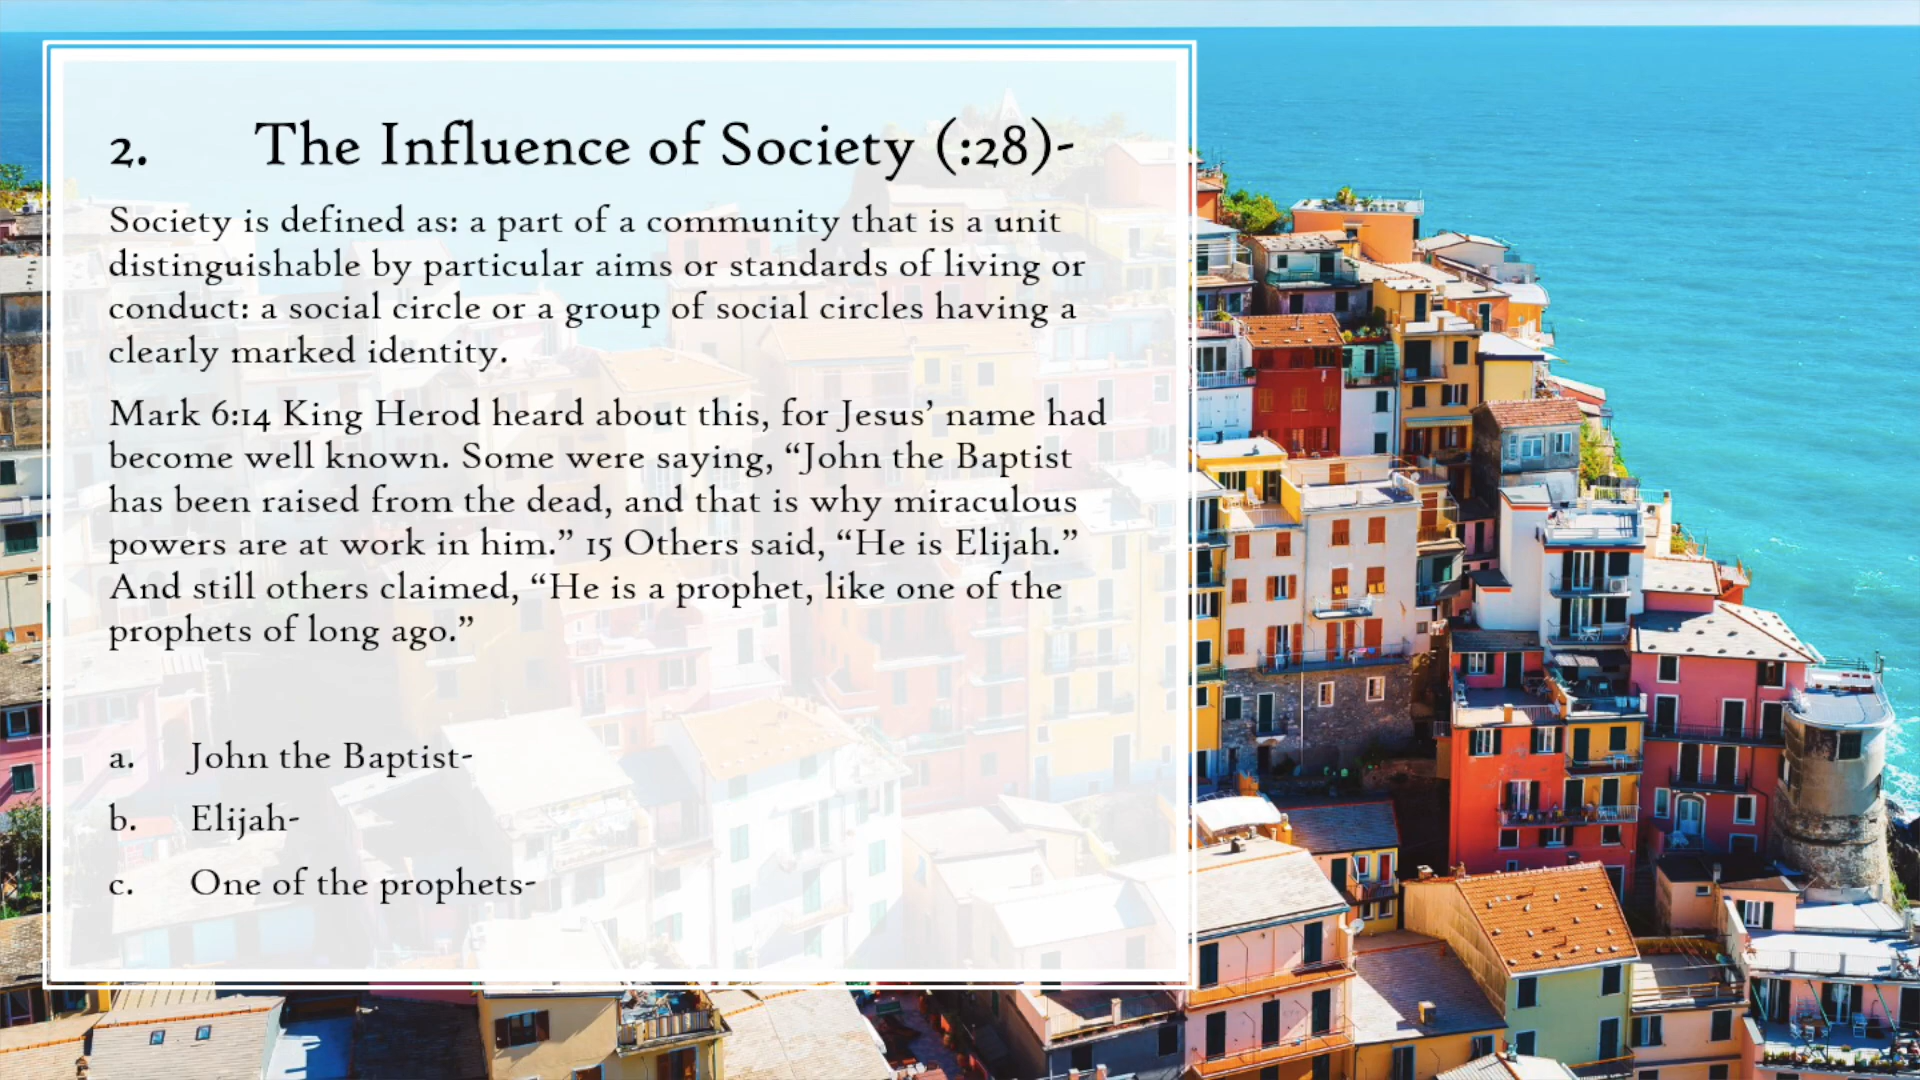 2. The Influence of Society (:28)-
Society is defined as: a part of a community that is a unit
distinguishable by particular aims or standards of living or
conduct: a social circle or a group of social circles having a
clearly marked identity.
Mark 6:14 King Herod heard about this, for Jesus’ name had
become well known. Some were saying, “John the Baptist
has been raised from the dead, and that is why miraculous
powers are at work in him.” 15 Others said, “He is Elijah.”
And still others claimed, “He is a prophet, like one of the
prophets of long ago.”
a. John the Baptist-
b. Elijah-
c. One of the prophets-